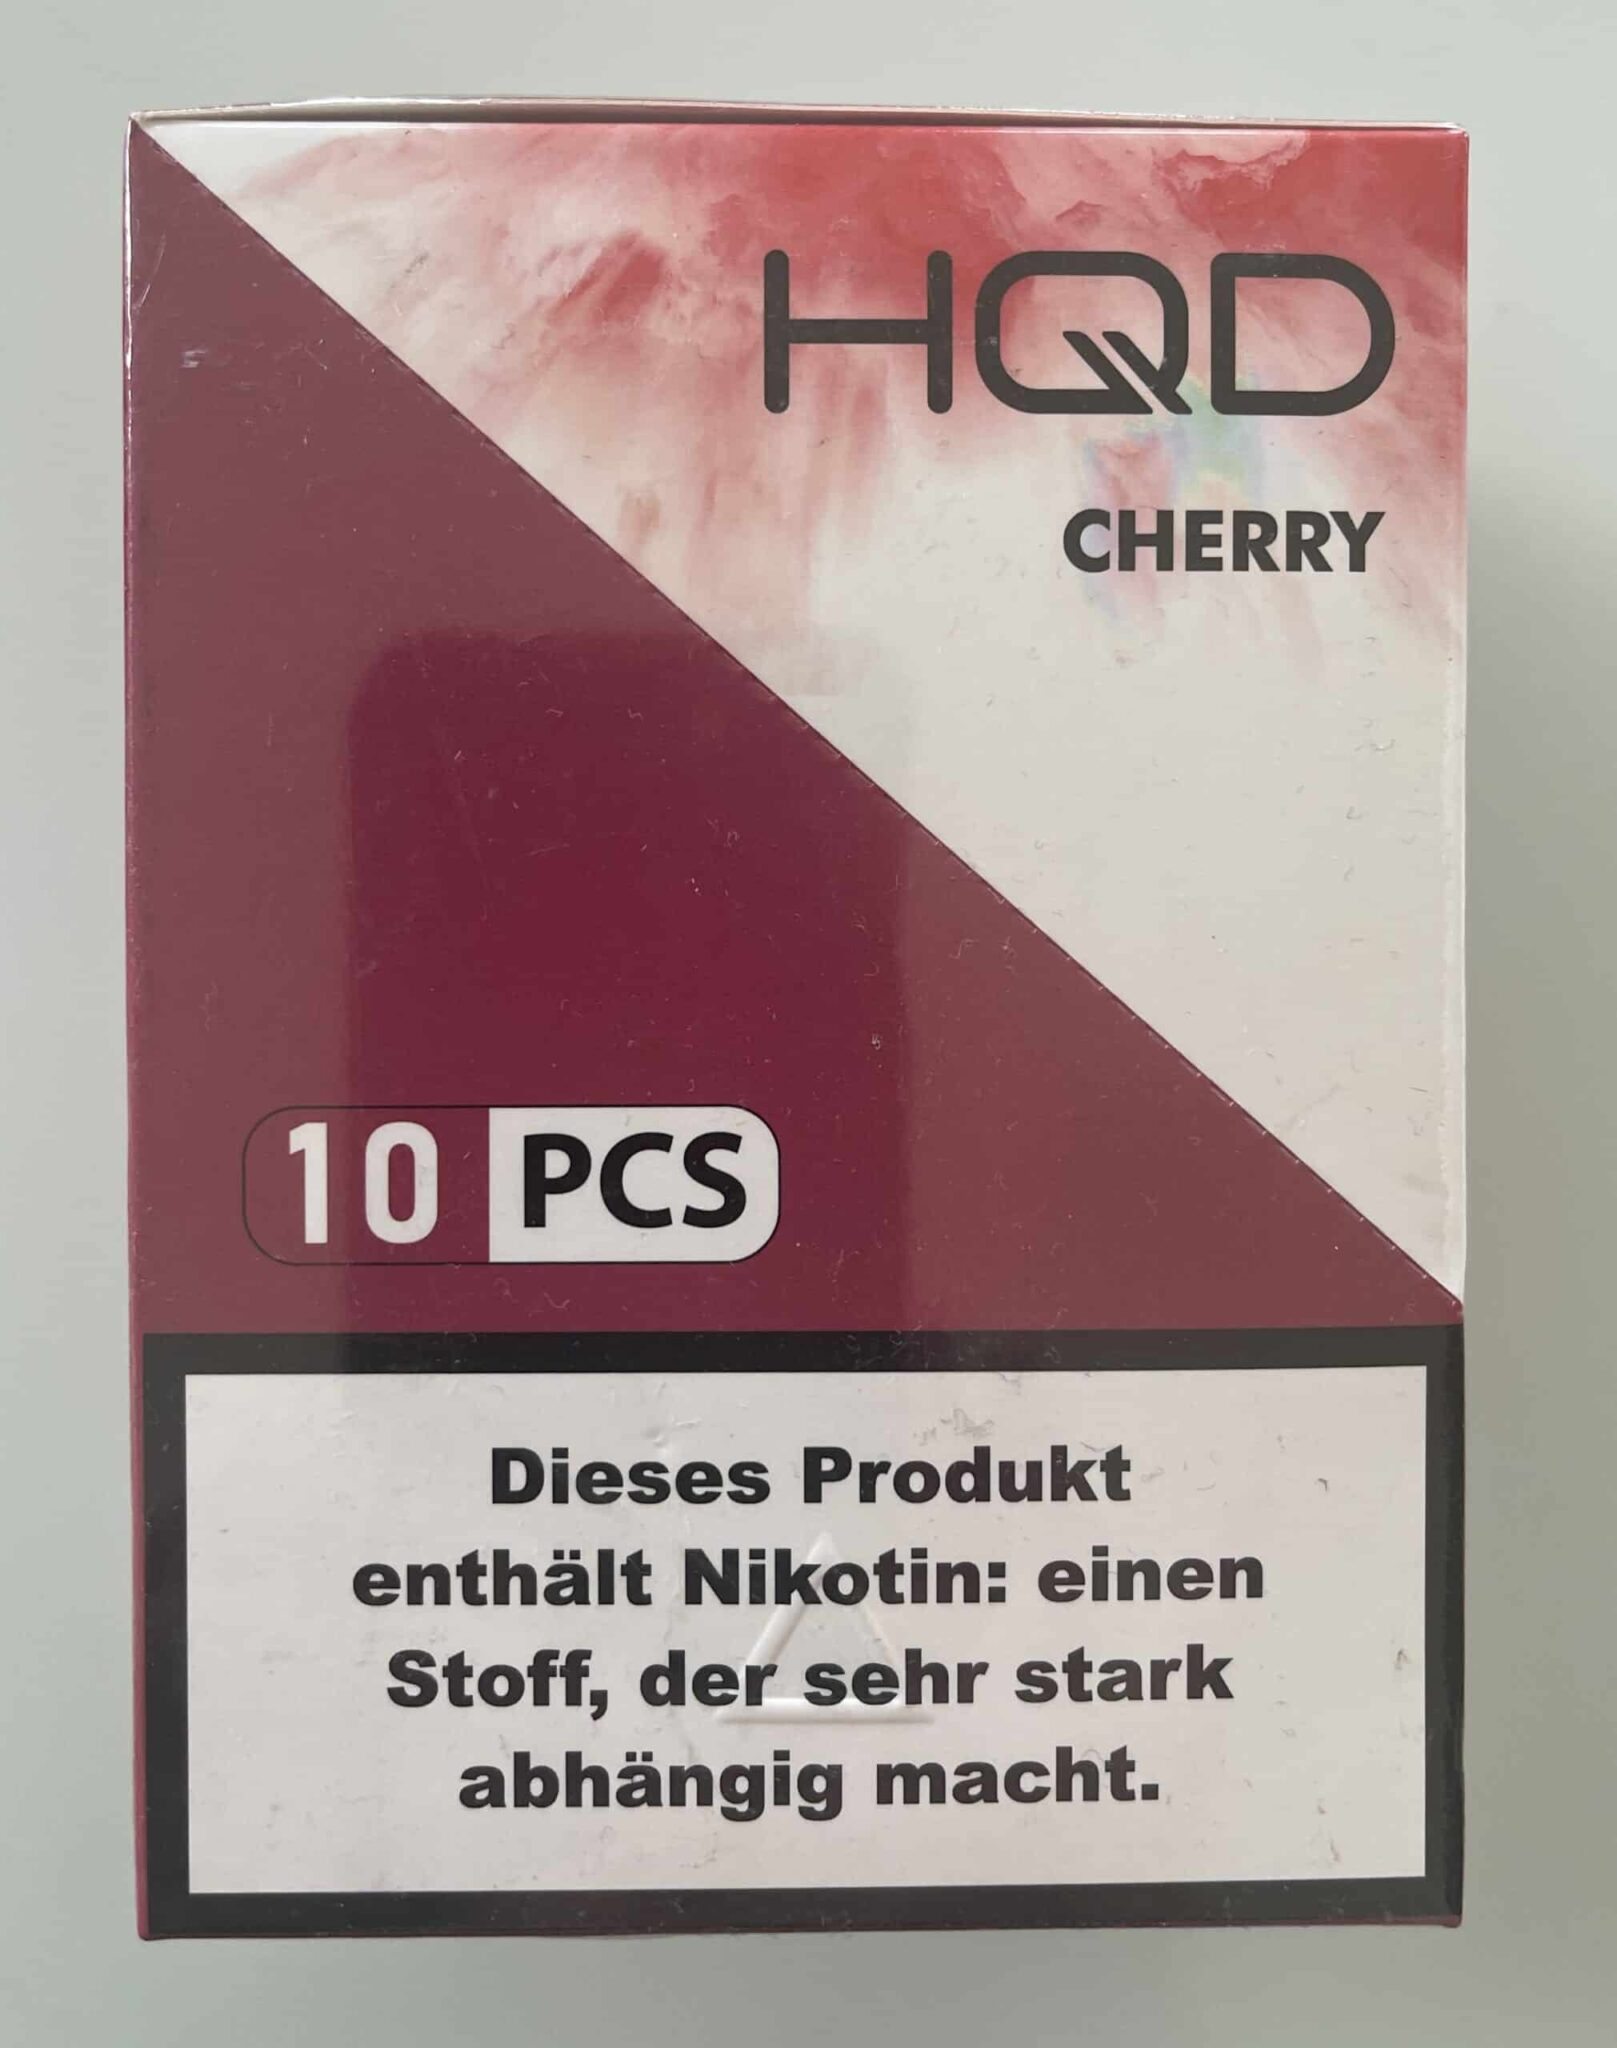 HQD
CHERRY
10 PCS
Dieses Produkt
enthält Nikotin: einen
Stoff, der sehr stark
abhängig macht.